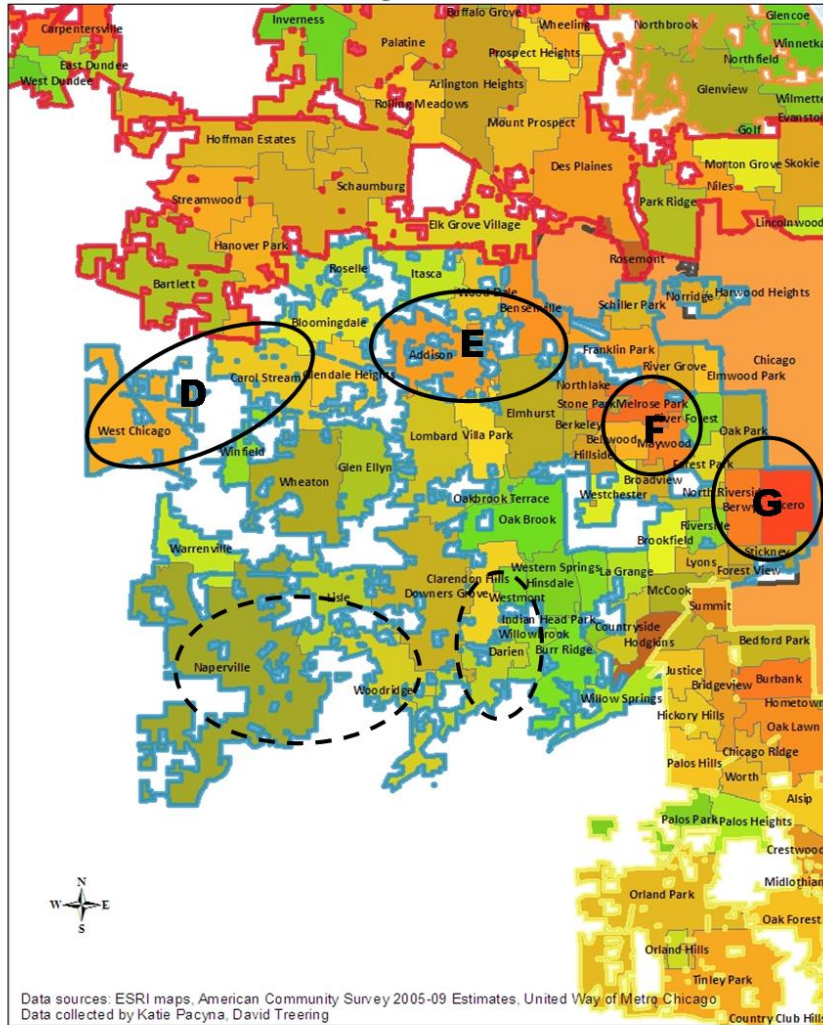 Carpentersville
Inverness
Buffalo Grove
Wheeling
Northbrook
Glencoe
Palatine
Prospect Heights
Winnetka
East Dundee
Northfield
West Dundee
Arlington Heights
Glenview
Wilmette
Rolling Meadows
Evanston
Mount Prospect
Golf
Hoffman Estates
Des Plaines
Morton Grove
Skokie
Schaumburg
Niles
Streamwood
Park Ridge
Elk Grove Village
Lincolnwood
Hanover Park
Rosemont
Roselle
Itasca
Bartlett
Wood Dale
Norridge
Harwood Heights
Schiller Park
Bensenville
Bloomingdale
E
Addison
Franklin Park
Chicago
River Grove
Elmwood Park
Carol Stream
Glendale Heights
D
Northlake
Stone Park
Melrose Park
Elmhurst
River Forest
West Chicago
Berkeley
F
Oak Park
Lombard
Villa Park
Bellwood
Maywood
Winfield
Hillside
Forest Park
Wheaton
Glen Ellyn
Broadview
Oakbrook Terrace
Westchester
North Riverside
G
Berwyn
Cicero
Oak Brook
Riverside
Brookfield
Warrenville
Stickney
Lyons
Western Springs
La Grange
Forest View
Clarendon Hills
Hinsdale
Downers Grove
McCook
Lisle
Westmont
Summit
Indian Head Park
Countryside
Willowbrook
Hodgkins
Bedford Park
Darien
Burr Ridge
Naperville
Justice
Burbank
Bridgeview
Woodridge
Willow Springs
Hometown
Hickory Hills
Oak Lawn
Chicago Ridge
Palos Hills
Worth
Alsip
Palos Park
Palos Heights
Crestwood
Midlothian
N
W
E
S
Orland Park
Oak Forest
Orland Hills
Tinley Park
Data sources: ESRI maps, American Community Survey 2005-09 Estimates, United Way of Metro Chicago
Data collected by Katie Pacyna, David Treering
Country Club Hills